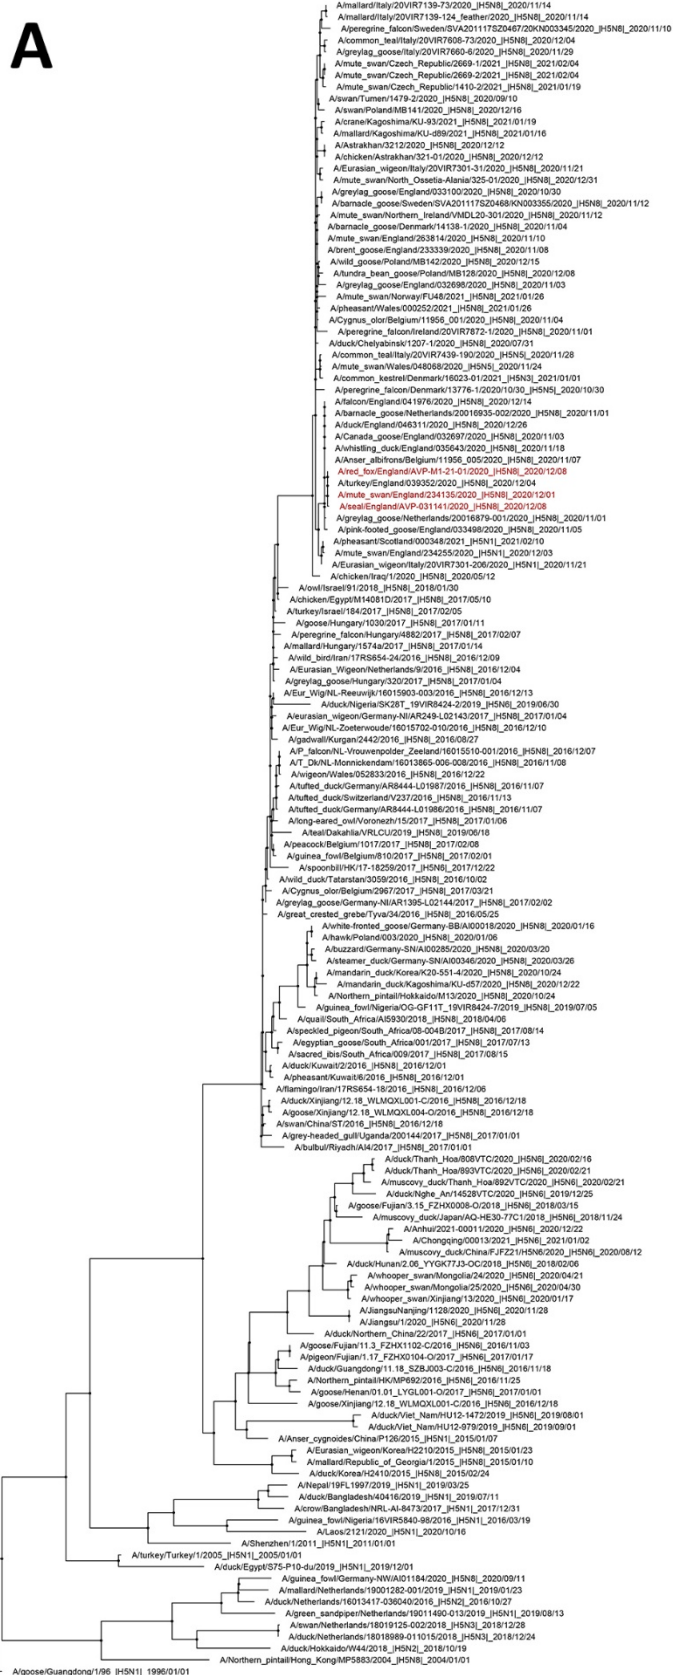 A
A/mallard/Italy/20VIR7139-73/2020_|H5N8|_2020/11/14
A/mallard/Italy/20VIR7139-124_feather/2020_|H5N8|_2020/11/14
A/peregrine_falcon/Sweden/SVA201117SZ0467/20KN003345/2020_|H5N8|_2020/11/10
A/common_teal/Italy/20VIR7608-73/2020_|H5N8|_2020/12/04
A/greylag_goose/Italy/20VIR7660-6/2020_|H5N8|_2020/11/29
A/mute_swan/Czech_Republic/2669-1/2021_|H5N8|_2021/02/04
A/mute_swan/Czech_Republic/2669-2/2021_|H5N8|_2021/02/04
A/mute_swan/Czech_Republic/1410-2/2021_|H5N8|_2021/01/19
A/swan/Tumen/1479-2/2020_|H5N8|_2020/09/10
A/swan/Poland/MB141/2020_|H5N8|_2020/12/16
A/crane/Kagoshima/KU-93/2021_|H5N8|_2021/01/19
A/mallard/Kagoshima/KU-d89/2021_|H5N8|_2021/01/16
A/Astrakhan/3212/2020_|H5N8|_2020/12/12
A/chicken/Astrakhan/321-01/2020_|H5N8|_2020/12/12
A/Eurasian_wigeon/Italy/20VIR7301-31/2020_|H5N8|_2020/11/21
A/mute_swan/North_Ossetia-Alania/325-01/2020_|H5N8|_2020/12/31
A/greylag_goose/England/033100/2020_|H5N8|_2020/10/30
A/barnacle_goose/Sweden/SVA201117SZ0468/KN003355/2020_|H5N8|_2020/11/12
A/mute_swan/Northern_Ireland/VMDL20-301/2020_|H5N8|_2020/11/12
A/barnacle_goose/Denmark/14138-1/2020_|H5N8|_2020/11/04
A/mute_swan/England/263814/2020_|H5N8|_2020/11/10
A/brent_goose/England/233339/2020_|H5N8|_2020/11/08
A/wild_goose/Poland/MB142/2020_|H5N8|_2020/12/15
A/tundra_bean_goose/Poland/MB128/2020_|H5N8|_2020/12/08
A/greylag_goose/England/032698/2020_|H5N8|_2020/11/03
A/mute_swan/Norway/FU48/2021_|H5N8|_2021/01/26
A/pheasant/Wales/000252/2021_|H5N8|_2021/01/26
A/Cygnus_olor/Belgium/11956_001/2020_|H5N8|_2020/11/04
A/peregrine_falcon/Ireland/20VIR7872-1/2020_|H5N8|_2020/11/01
A/duck/Chelyabinsk/1207-1/2020_|H5N8|_2020/07/31
A/common_teal/Italy/20VIR7439-190/2020_|H5N5|_2020/11/28
A/mute_swan/Wales/048068/2020_|H5N5|_2020/11/24
A/common_kestrel/Denmark/16023-01/2021_|H5N3|_2021/01/01
A/peregrine_falcon/Denmark/13776-1/2020/10/30_|H5N5|_2020/10/30
A/falcon/England/041976/2020_|H5N8|_2020/12/14
A/barnacle_goose/Netherlands/20016935-002/2020_|H5N8|_2020/11/01
A/duck/England/046311/2020_|H5N8|_2020/12/26
A/Canada_goose/England/032697/2020_|H5N8|_2020/11/03
A/whistling_duck/England/035643/2020_|H5N8|_2020/11/18
A/Anser_albifrons/Belgium/11956_005/2020_|H5N8|_2020/11/07
A/red_fox/England/AVP-M1-21-01/2020_|H5N8|_2020/12/08
A/turkey/England/039352/2020_|H5N8|_2020/12/04
A/mute_swan/England/234135/2020_|H5N8|_2020/12/01
A/seal/England/AVP-031141/2020_|H5N8|_2020/12/08
A/greylag_goose/Netherlands/20016879-001/2020_|H5N8|_2020/11/01
A/pink-footed_goose/England/033498/2020_|H5N8|_2020/11/05
A/pheasant/Scotland/000348/2021_|H5N1|_2021/02/10
A/mute_swan/England/234255/2020_|H5N1|_2020/12/03
A/Eurasian_wigeon/Italy/20VIR7301-206/2020_|H5N1|_2020/11/21
A/chicken/Iraq/1/2020_|H5N8|_2020/05/12
A/owl/Israel/91/2018_|H5N8|_2018/01/30
A/chicken/Egypt/M14081D/2017_|H5N8|_2017/05/10
A/turkey/Israel/184/2017_|H5N8|_2017/02/05
A/goose/Hungary/1030/2017_|H5N8|_2017/01/11
A/peregrine_falcon/Hungary/4882/2017_|H5N8|_2017/02/07
A/mallard/Hungary/1574a/2017_|H5N8|_2017/01/14
A/wild_bird/Iran/17RS654-24/2016_|H5N8|_2016/12/09
A/Eurasian_Wigeon/Netherlands/9/2016_|H5N8|_2016/12/04
A/greylag_goose/Hungary/320/2017_|H5N8|_2017/01/04
A/Eur_Wig/NL-Reeuwijk/16015903-003/2016_|H5N8|_2016/12/13
A/duck/Nigeria/SK28T_19VIR8424-2/2019_|H5N6|_2019/06/30
A/eurasian_wigeon/Germany-NI/AR249-L02143/2017_|H5N8|_2017/01/04
A/Eur_Wig/NL-Zoeterwoude/16015702-010/2016_|H5N8|_2016/12/10
A/gadwall/Kurgan/2442/2016_|H5N8|_2016/08/27
A/P_falcon/NL-Vrouwenpolder_Zeeland/16015510-001/2016_|H5N8|_2016/12/07
A/T_Dk/NL-Monnickendam/16013865-006-008/2016_|H5N8|_2016/11/08
A/wigeon/Wales/052833/2016_|H5N8|_2016/12/22
A/tufted_duck/Germany/AR8444-L01987/2016_|H5N8|_2016/11/07
A/tufted_duck/Switzerland/V237/2016_|H5N8|_2016/11/13
A/tufted_duck/Germany/AR8444-L01986/2016_|H5N8|_2016/11/07
A/long-eared_owl/Voronezh/15/2017_|H5N8|_2017/01/06
A/teal/Dakahlia/VRLCU/2019_|H5N8|_2019/06/18
A/peacock/Belgium/1017/2017_|H5N8|_2017/02/08
A/guinea_fowl/Belgium/810/2017_|H5N8|_2017/02/01
A/spoonbill/HK/17-18259/2017_|H5N6|_2017/12/22
A/wild_duck/Tatarstan/3059/2016_|H5N8|_2016/10/02
A/Cygnus_olor/Belgium/2967/2017_|H5N8|_2017/03/21
A/greylag_goose/Germany-NI/AR1395-L02144/2017_|H5N8|_2017/02/02
A/great_crested_grebe/Tyva/34/2016_|H5N8|_2016/05/25
A/white-fronted_goose/Germany-BB/AI00018/2020_|H5N8|_2020/01/16
A/hawk/Poland/003/2020_|H5N8|_2020/01/06
A/buzzard/Germany-SN/AI00285/2020_|H5N8|_2020/03/20
A/steamer_duck/Germany-SN/AI00346/2020_|H5N8|_2020/03/26
A/mandarin_duck/Korea/K20-551-4/2020_|H5N8|_2020/10/24
A/mandarin_duck/Kagoshima/KU-d57/2020_|H5N8|_2020/12/22
A/Northern_pintail/Hokkaido/M13/2020_|H5N8|_2020/10/24
A/guinea_fowl/Nigeria/OG-GF11T_19VIR8424-7/2019_|H5N8|_2019/07/05
A/quail/South_Africa/AI5930/2018_|H5N8|_2018/04/06
A/speckled_pigeon/South_Africa/08-004B/2017_|H5N8|_2017/08/14
A/egyptian_goose/South_Africa/001/2017_|H5N8|_2017/07/13
A/sacred_ibis/South_Africa/009/2017_|H5N8|_2017/08/15
A/duck/Kuwait/2/2016_|H5N8|_2016/12/01
A/pheasant/Kuwait/6/2016_|H5N8|_2016/12/01
A/flamingo/Iran/17RS654-18/2016_|H5N8|_2016/12/06
A/duck/Xinjiang/12.18_WLMQXL001-C/2016_|H5N8|_2016/12/18
A/goose/Xinjiang/12.18_WLMQXL004-O/2016_|H5N8|_2016/12/18
A/swan/China/ST/2016_|H5N8|_2016/12/18
A/grey-headed_gull/Uganda/200144/2017_|H5N8|_2017/01/01
A/bulbul/Riyadh/AI4/2017_|H5N8|_2017/01/01
A/duck/Thanh_Hoa/808VTC/2020_|H5N6|_2020/02/16
A/duck/Thanh_Hoa/893VTC/2020_|H5N6|_2020/02/21
A/muscovy_duck/Thanh_Hoa/892VTC/2020_|H5N6|_2020/02/21
A/duck/Nghe_An/14528VTC/2020_|H5N6|_2019/12/25
A/goose/Fujian/3.15_FZHX0008-O/2018_|H5N6|_2018/03/15
A/muscovy_duck/Japan/AQ-HE30-77C1/2018_|H5N6|_2018/11/24
A/Anhui/2021-00011/2020_|H5N6|_2020/12/22
A/Chongqing/00013/2021_|H5N6|_2021/01/02
A/muscovy_duck/China/FJFZ21/H5N6/2020_|H5N6|_2020/08/12
A/duck/Hunan/2.06_YYGK77J3-OC/2018_|H5N6|_2018/02/06
A/whooper_swan/Mongolia/24/2020_|H5N6|_2020/04/21
A/whooper_swan/Mongolia/25/2020_|H5N6|_2020/04/30
A/whooper_swan/Xinjiang/13/2020_|H5N6|_2020/01/17
A/JiangsuNanjing/1128/2020_|H5N6|_2020/11/28
A/Jiangsu/1/2020_|H5N6|_2020/11/28
A/duck/Northern_China/22/2017_|H5N6|_2017/01/01
A/goose/Fujian/11.3_FZHX1102-C/2016_|H5N6|_2016/11/03
A/pigeon/Fujian/1.17_FZHX0104-O/2017_|H5N6|_2017/01/17
A/duck/Guangdong/11.18_SZBJ003-C/2016_|H5N6|_2016/11/18
A/Northern_pintail/HK/MP692/2016_|H5N6|_2016/11/25
A/goose/Henan/01.01_LYGL001-O/2017_|H5N6|_2017/01/01
A/goose/Xinjiang/12.18_WLMQXL001-C/2016_|H5N6|_2016/12/18
A/duck/Viet_Nam/HU12-1472/2019_|H5N6|_2019/08/01
A/duck/Viet_Nam/HU12-979/2019_|H5N6|_2019/09/01
A/Anser_cygnoides/China/P126/2015_|H5N1|_2015/01/07
A/Eurasian_wigeon/Korea/H2210/2015_|H5N8|_2015/01/23
A/mallard/Republic_of_Georgia/1/2015_|H5N8|_2015/01/10
A/duck/Korea/H2410/2015_|H5N8|_2015/02/24
A/Nepal/19FL1997/2019_|H5N1|_2019/03/25
A/duck/Bangladesh/40416/2019_|H5N1|_2019/07/11
A/crow/Bangladesh/NRL-AI-8473/2017_|H5N1|_2017/12/31
A/guinea_fowl/Nigeria/16VIR5840-98/2016_|H5N1|_2016/03/19
A/Laos/2121/2020_|H5N1|_2020/10/16
A/Shenzhen/1/2011_|H5N1|_2011/01/01
A/turkey/Turkey/1/2005_|H5N1|_2005/01/01
A/duck/Egypt/S75-P10-du/2019_|H5N1|_2019/12/01
A/guinea_fowl/Germany-NW/AI01184/2020_|H5N8|_2020/09/11
A/mallard/Netherlands/19001282-001/2019_|H5N1|_2019/01/23
A/duck/Netherlands/16013417-036040/2016_|H5N2|_2016/10/27
A/green_sandpiper/Netherlands/19011490-013/2019_|H5N1|_2019/08/13
A/swan/Netherlands/18019125-002/2018_|H5N3|_2018/12/28
A/duck/Netherlands/18018989-011015/2018_|H5N3|_2018/12/24
A/duck/Hokkaido/W44/2018_|H5N2|_2018/10/19
A/Northern_pintail/Hong_Kong/MP5883/2004_|H5N8|_2004/01/01
A/goose/Guangdong/1/96_|H5N1|_1996/01/01